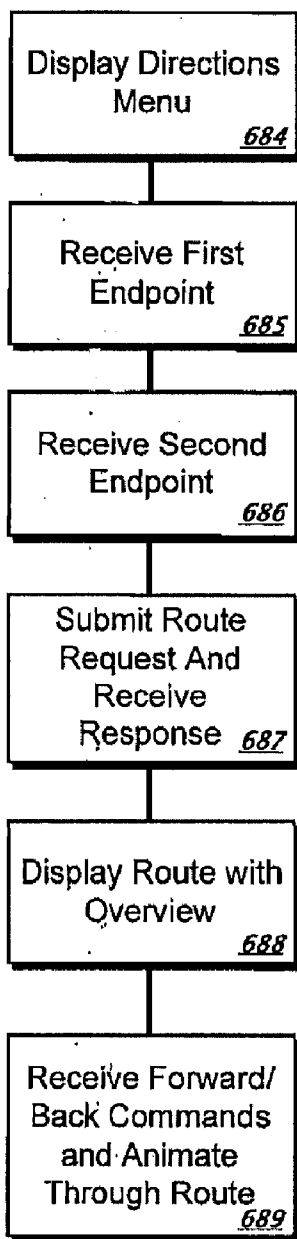 Display Directions
Menu
684
Receive First
Endpoint
685
Receive Second
Endpoint
686
Submit Route
Request And
Receive
Response 687
Display Route with
Overview
688
Receive Forward/
Back Commands
and Animate
Through Route
689